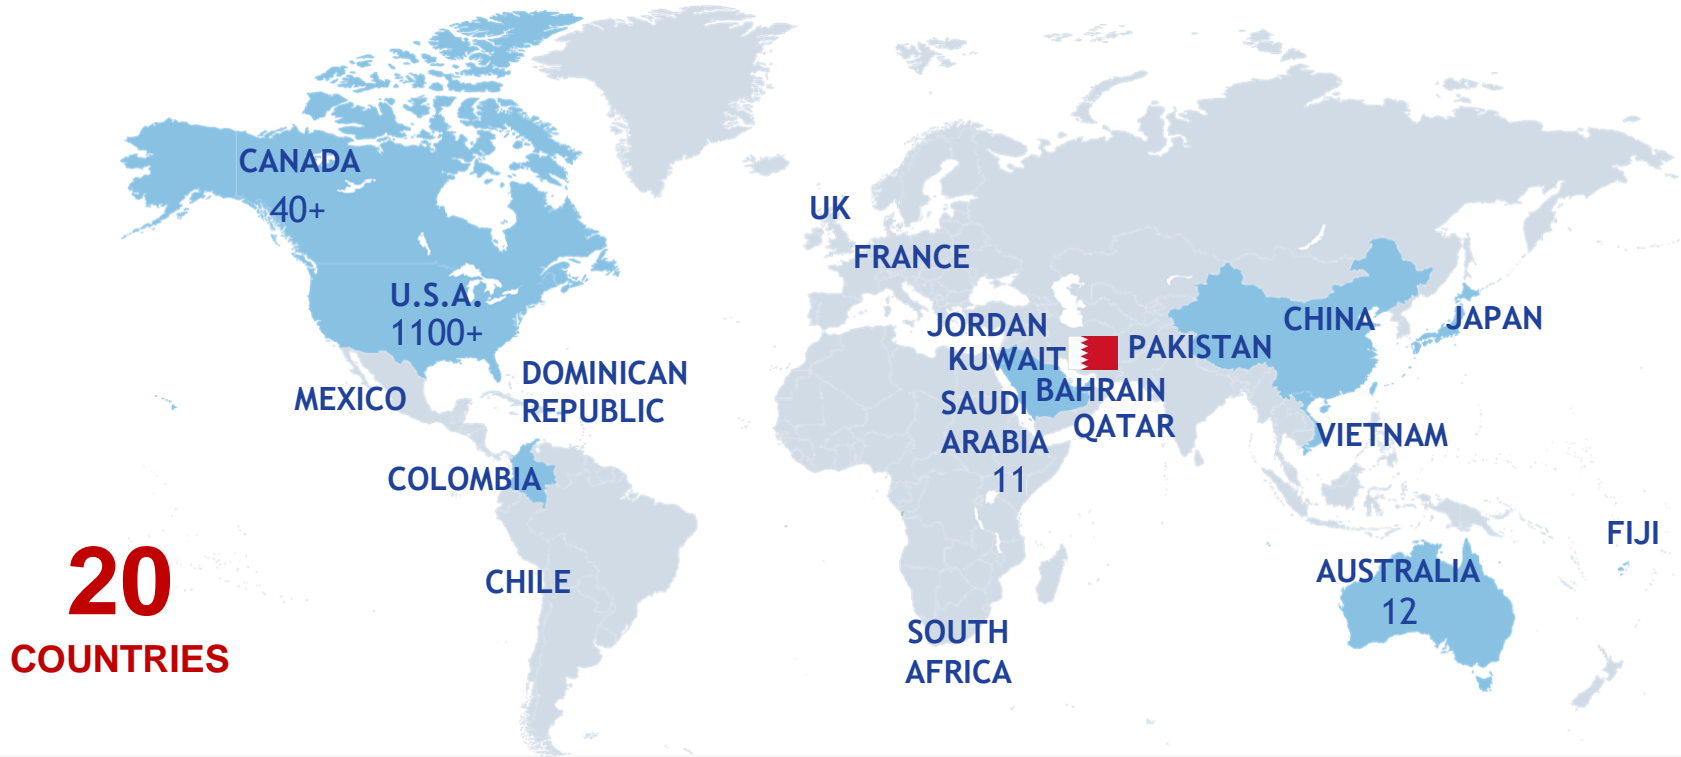 CANADA
40+
U.S.A.
1100+
MEXICO
DOMINICAN
REPUBLIC
COLOMBIA
CHILE
20
COUNTRIES
UK
FRANCE
JORDAN
KUWAIT
PAKISTAN
BAHRAIN
SAUDI
ARABIA
11
QATAR
SOUTH
AFRICA
CHINA
JAPAN
VIETNAM
FIJI
AUSTRALIA
12